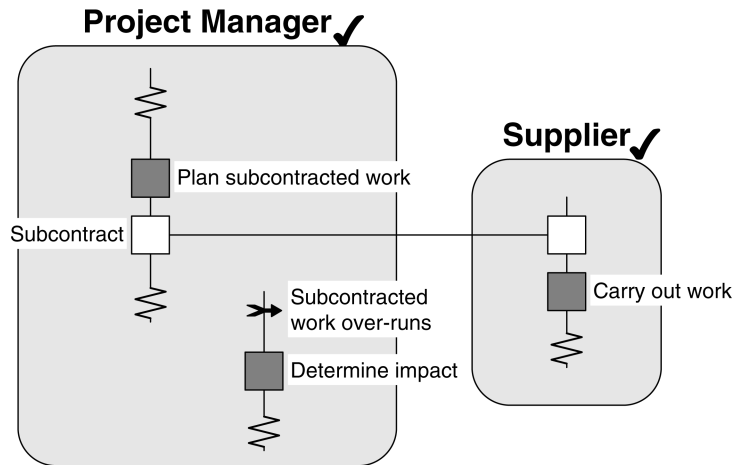 Project Manager
Supplier
Plan subcontracted work
Subcontract
Subcontracted
work over-runs
Carry out work
Determine impact